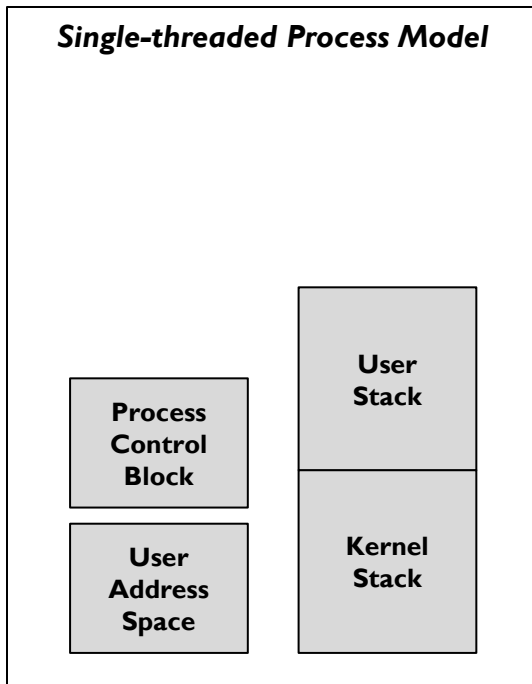 Single-threaded Process Model
User
Stack
Process
Control
Block
User
Address
Space
Kernel
Stack